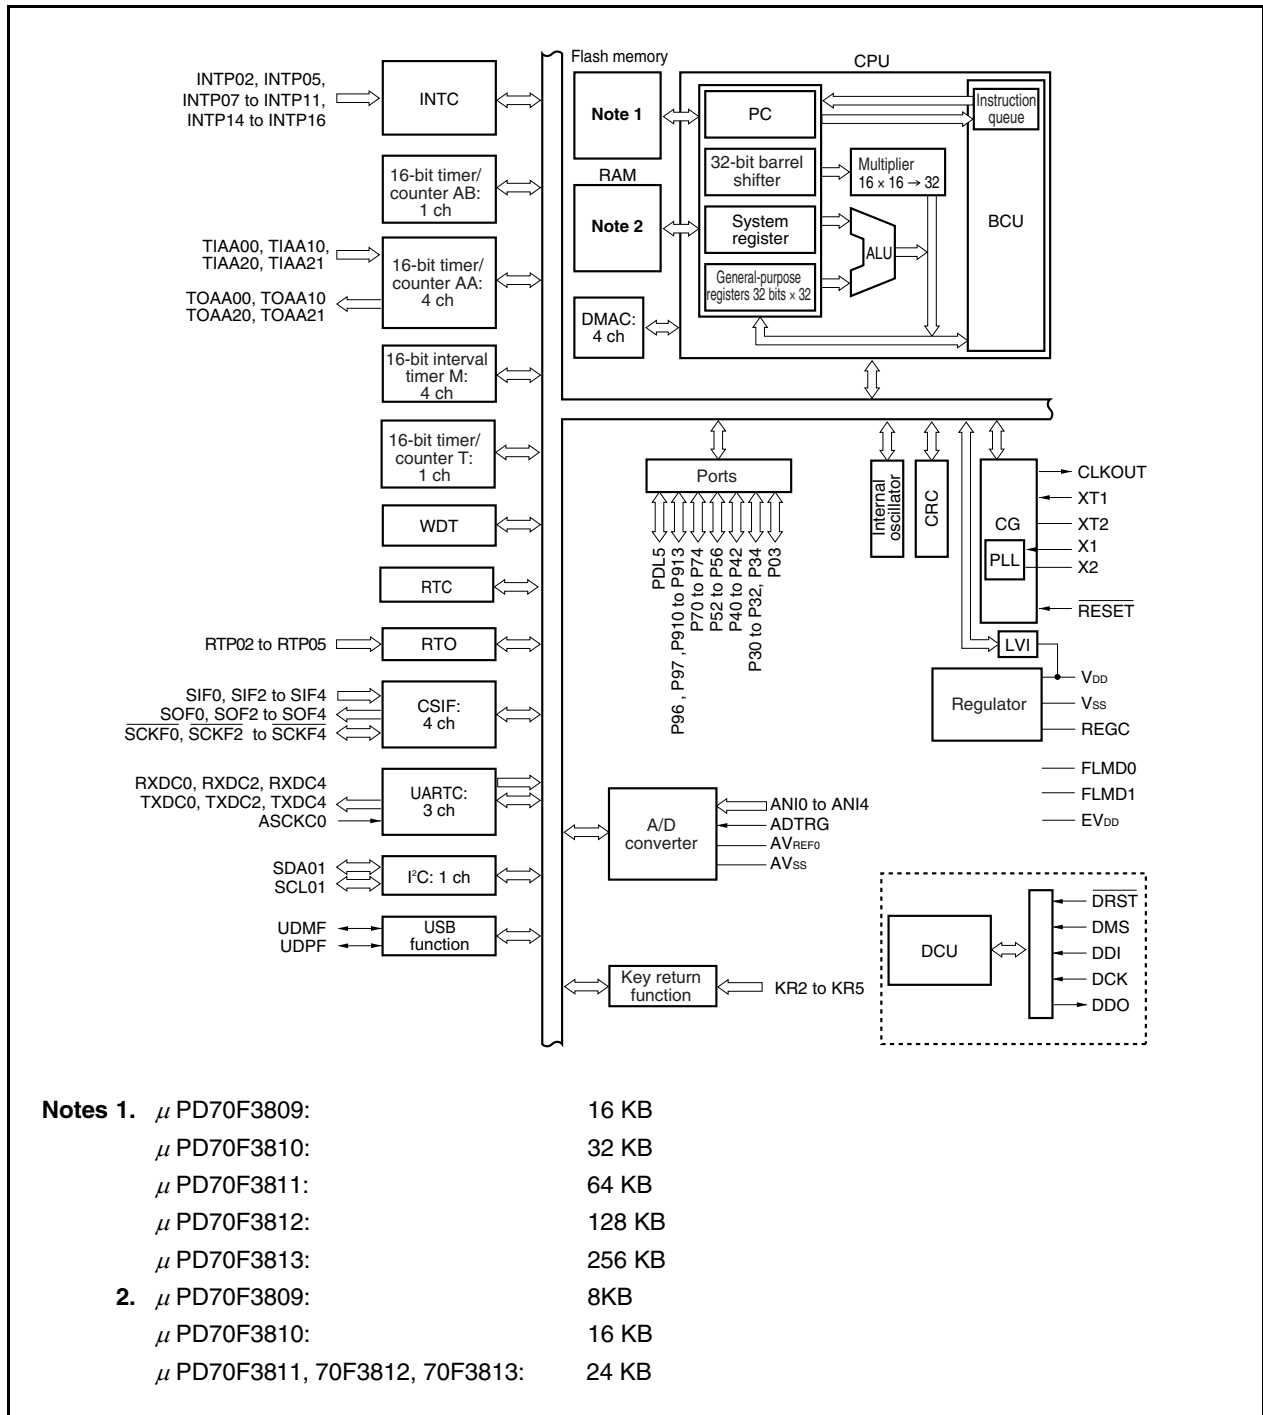 Flash memory
CPU
INTP02, INTP05,
INTP07 to INTP11,
INTP14 to INTP16
INTC
Note 1
PC
Instruction
queue
16-bit timer/
counter AB:
1 ch
RAM
32-bit barrel
shifter
Multiplier
16 × 16 → 32
Note 2
System
register
ALU
BCU
TIAA00, TIAA10,
TIAA20, TIAA21
TOAA00, TOAA10
TOAA20, TOAA21
16-bit timer/
counter AA:
4 ch
General-purpose
registers 32 bits × 32
DMAC:
4 ch
16-bit interval
timer M:
4 ch
16-bit timer/
counter T:
1 ch
Ports
PDL5
P96 , P97 ,P910 to P913
P70 to P74
P52 to P56
P40 to P42
P30 to P32, P34
P03
Internal
oscillator
CRC
CG
PLL
CLKOUT
XT1
XT2
X1
X2
RESET
WDT
RTC
RTP02 to RTP05
RTO
LVI
Regulator
VDD
VSS
REGC
SIF0, SIF2 to SIF4
SOF0, SOF2 to SOF4
SCKF0, SCKF2 to SCKF4
CSIF:
4 ch
FLMD0
FLMD1
EVDD
RXDC0, RXDC2, RXDC4
TXDC0, TXDC2, TXDC4
ASCKC0
UARTC:
3 ch
A/D
converter
ANI0 to ANI4
ADTRG
AVREF0
AVSS
SDA01
SCL01
I²C: 1 ch
UDMF
UDPF
USB
function
DCU
DRST
DMS
DDI
DCK
DDO
Key return
function
KR2 to KR5
Notes 1. μ PD70F3809: 16 KB
μ PD70F3810: 32 KB
μ PD70F3811: 64 KB
μ PD70F3812: 128 KB
μ PD70F3813: 256 KB
2. μ PD70F3809: 8KB
μ PD70F3810: 16 KB
μ PD70F3811, 70F3812, 70F3813: 24 KB